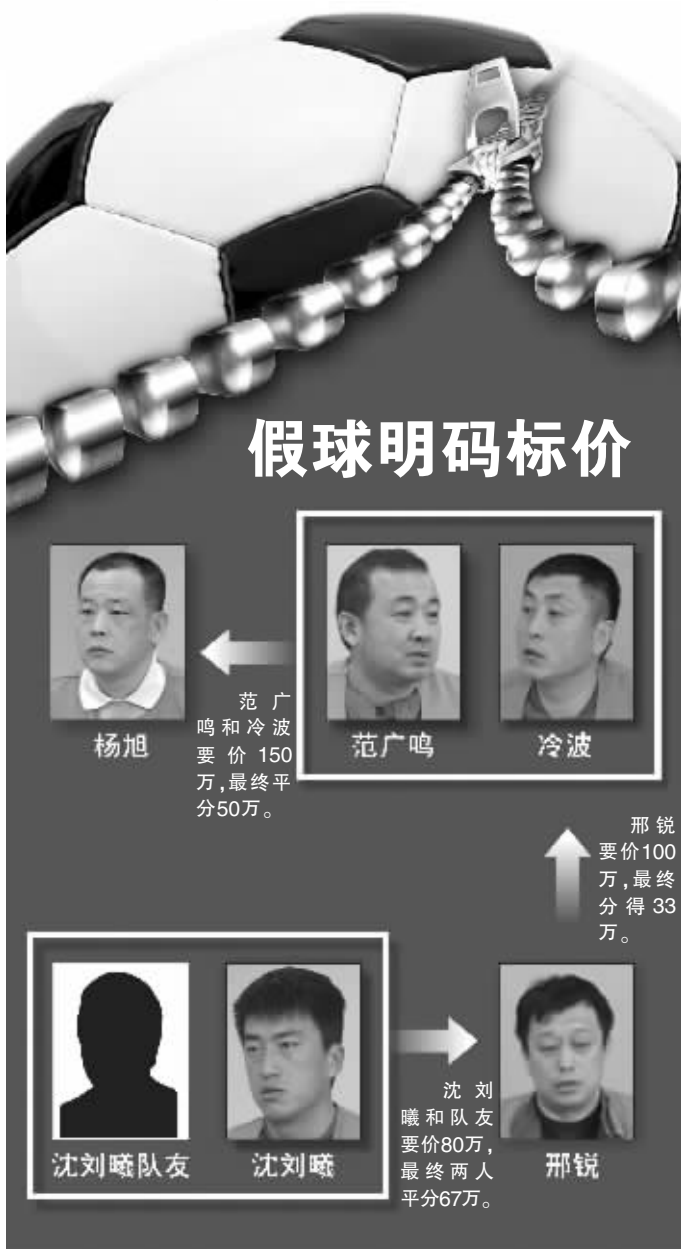 假球明码标价
杨旭
范广鸣
冷波
范广
鸣和冷波
要价150
万，最终平
分50万。
邢锐
要价100
万，最终
分得33
万。
沈刘曦队友
沈刘曦
沈刘
曦和队友
要价80万，
最终两人
平分67万。
邢锐